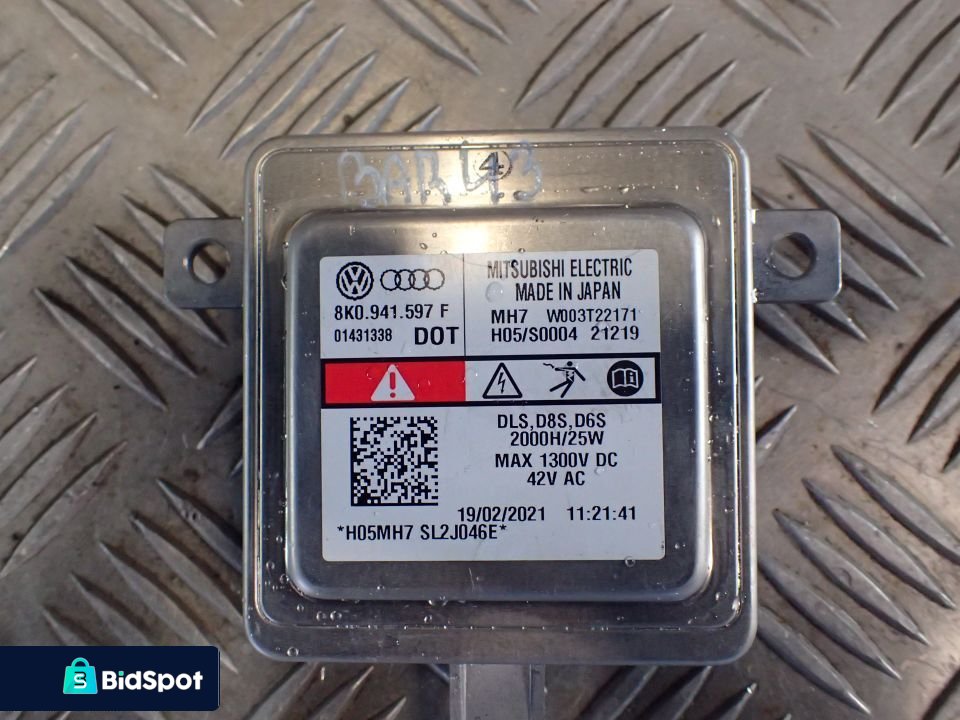 BAR 43
4
8K0.941.597 F
01431338 DOT
MITSUBISHI ELECTRIC
MADE IN JAPAN
MH7 W003T22171
H05/S0004 21219
DLS,D8S,D6S
2000H/25W
MAX 1300V DC
42V AC
19/02/2021 11:21:41
*H05MH7 SL2J046E*
BidSpot